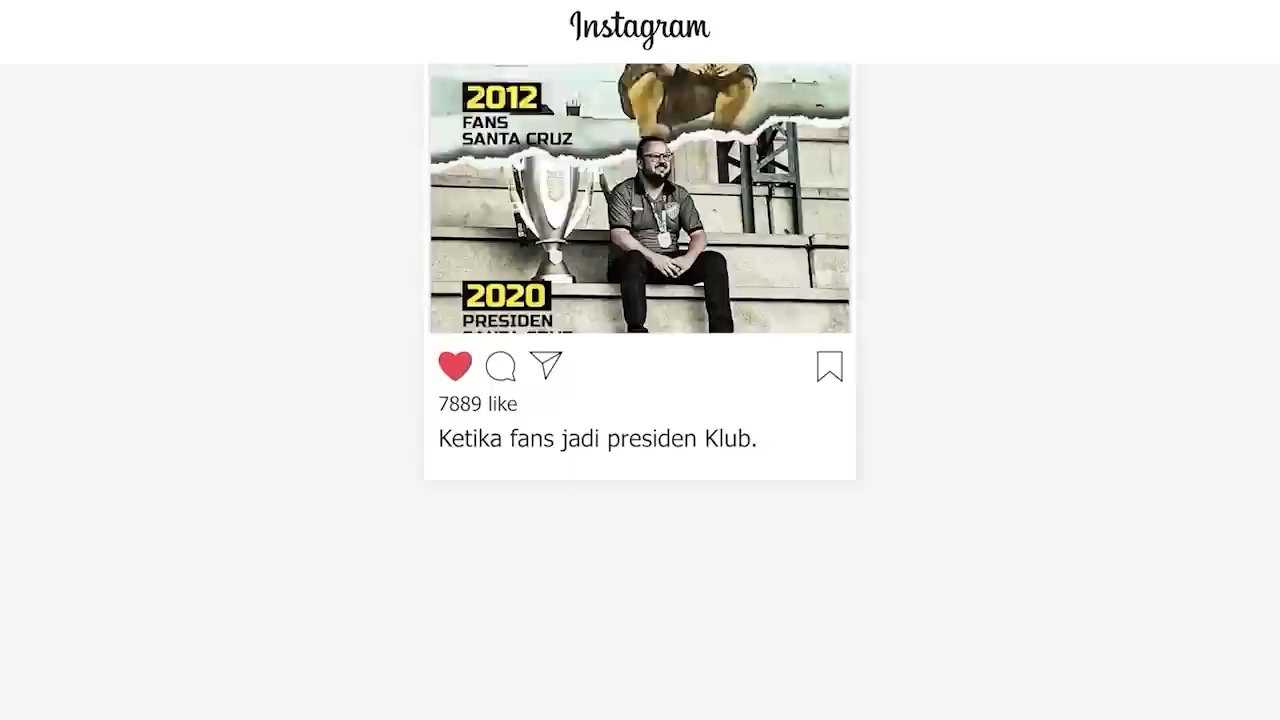 Instagram
2012
FANS
SANTA CRUZ
2020
PRESIDEN
7889 like
Ketika fans jadi presiden Klub.